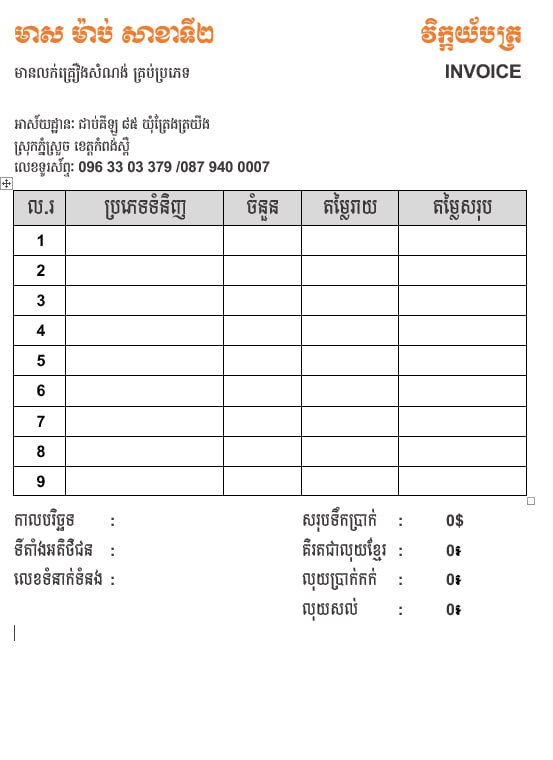 មាស ម៉ាប់ សាខាទី២
វិក្កយ័បត្រ
មានលក់គ្រឿងសំណង់ គ្រប់ប្រភេទ
INVOICE
អាស័យដ្ឋានៈ ជាប់គីឡូ ៨៥ ឃុំត្រែងត្រយឹង
ស្រុកភ្នំស្រួច ខេត្តកំពង់ស្ពឺ
លេខទូរស័ព្ទៈ 096 33 03 379 /087 940 0007
ល.រ ប្រភេទទំនិញ ចំនួន តម្លៃរាយ តម្លៃសរុប
1
2
3
4
5
6
7
8
9
កាលបរិច្ឆេទ : សរុបទឹកប្រាក់ : 0$
ទីតាំងអតិថិជន : គិតជាលុយខ្មែរ : 0៛
លេខទំនាក់ទំនង : លុយប្រាក់កក់ : 0៛
លុយសល់ : 0៛